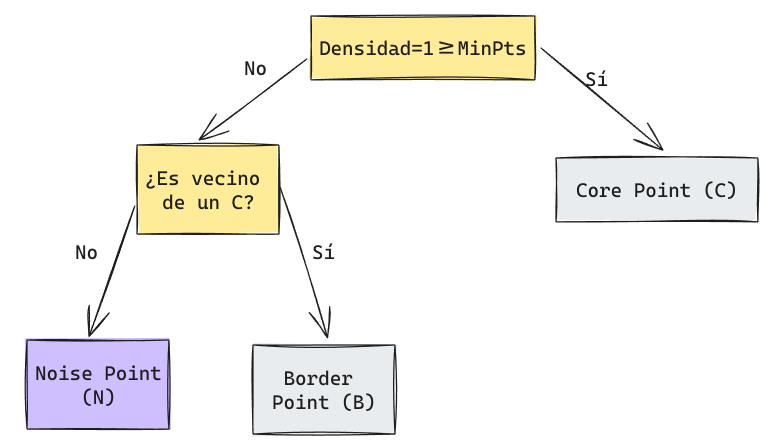 Densidad=1≥MinPts
No
Sí
¿Es vecino
de un C?
Core Point (C)
No
Sí
Noise Point
(N)
Border
Point (B)